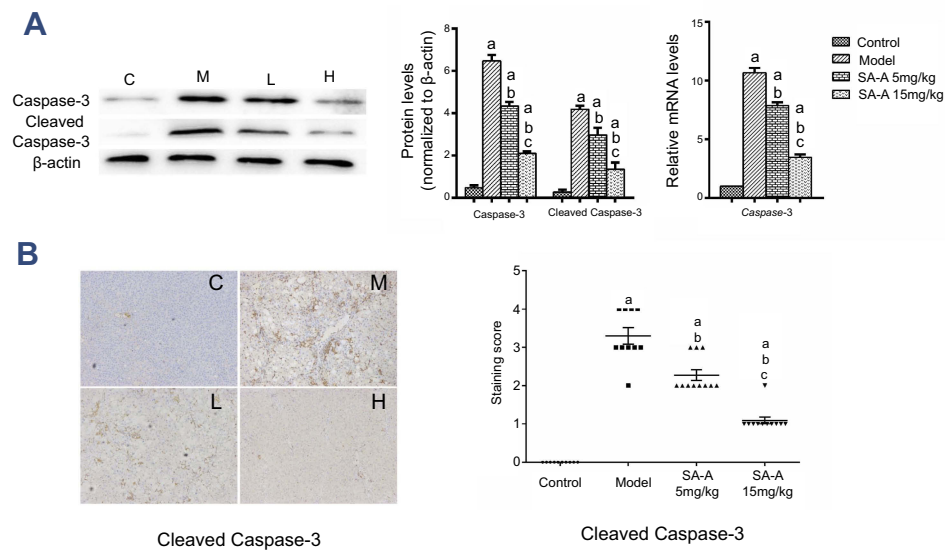 A
C M L H
Caspase-3
Cleaved
Caspase-3
β-actin
Protein levels
(normalized to β-actin)
8
6
4
2
0
a
a
b
a
b
c
a
a
b
a
b
c
Caspase-3 Cleaved Caspase-3
Relative mRNA levels
15
10
5
0
a
a
b
a
b
c
Caspase-3
Control
Model
SA-A 5mg/kg
SA-A 15mg/kg
B
C M
L H
Cleaved Caspase-3
Staining score
5
4
3
2
1
0
a
a
b
a
b
c
Control Model SA-A SA-A
5mg/kg 15mg/kg
Cleaved Caspase-3